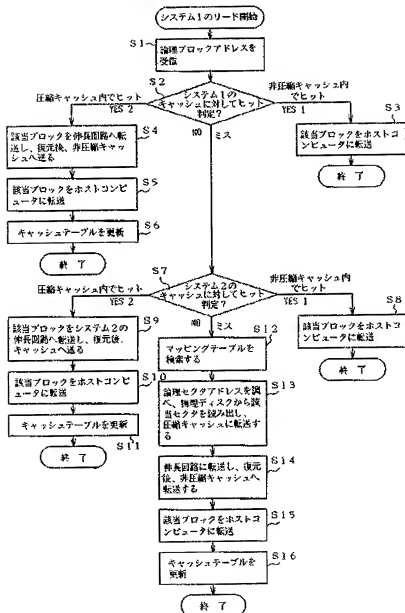 システム1のリード開始
S1
論理ブロックアドレスを
受信
S2
システム1の
キャッシュに対してヒット
判定?
圧縮キャッシュ内でヒット
YES 2
非圧縮キャッシュ内で
ヒット
YES 1
NO
ミス
S3
該当ブロックをホストコ
ンピュータに転送
終了
S4
該当ブロックを伸長回路へ転
送し、復元後、非圧縮キャッシ
ュへ送る
S5
該当ブロックをホストコンピ
ュータに転送
S6
キャッシュテーブルを更新
終了
S7
システム2の
キャッシュに対してヒット
判定?
圧縮キャッシュ内でヒット
YES 2
非圧縮キャッシュ内で
ヒット
YES 1
NO
ミス
S8
該当ブロックをホストコ
ンピュータに転送
終了
S9
該当ブロックをシステム2の
伸長回路へ転送し、復元後、
キャッシュへ送る
S10
該当ブロックをホストコンピ
ュータに転送
キャッシュテーブルを更新
S11
終了
S12
マッピングテーブルを
検索する
S13
論理セクタアドレスを調
べ、物理ディスクから該
当セクタを読み出し、
圧縮キャッシュに転送す
る
S14
伸長回路に転送し、復元
後、非圧縮キャッシュへ
転送する
S15
該当ブロックをホストコ
ンピュータに転送
S16
キャッシュテーブルを
更新
終了